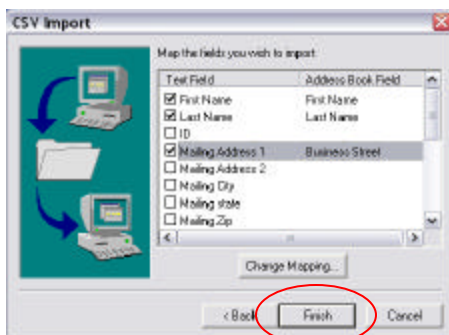 CSV Import
Map the fields you wish to import
Text Field Address Book Field
First Name First Name
Last Name Last Name
ID
Mailing Address 1 Business Street
Mailing Address 2
Mailing City
Mailing state
Mailing Zip
Change Mapping...
< Back Finish Cancel